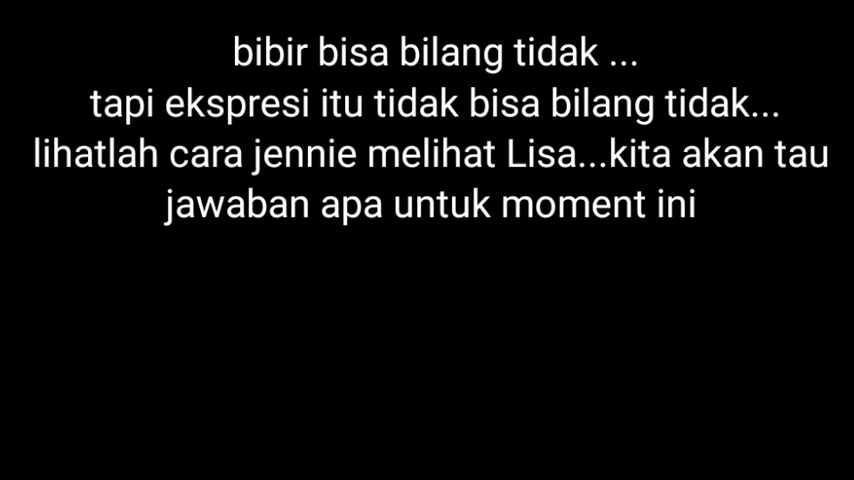 bibir bisa bilang tidak ...
tapi ekspresi itu tidak bisa bilang tidak...
lihatlah cara jennie melihat Lisa...kita akan tau
jawaban apa untuk moment ini